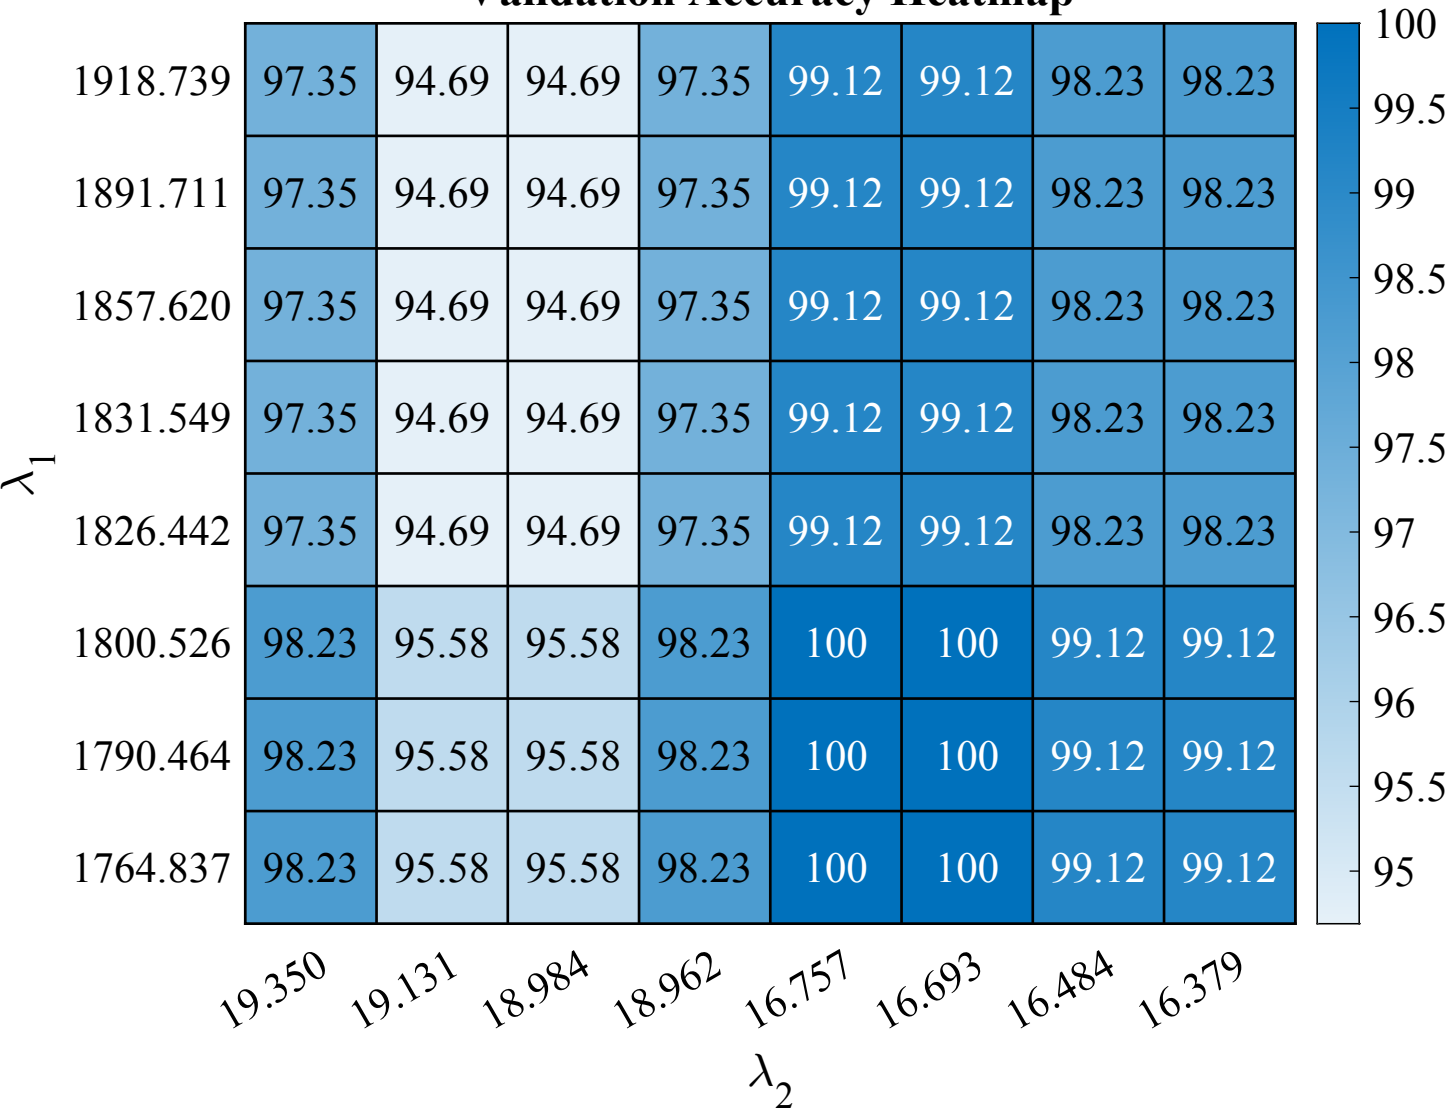 Validation Accuracy Heatmap
1918.739 97.35 94.69 94.69 97.35 99.12 99.12 98.23 98.23
1891.711 97.35 94.69 94.69 97.35 99.12 99.12 98.23 98.23
1857.620 97.35 94.69 94.69 97.35 99.12 99.12 98.23 98.23
1831.549 97.35 94.69 94.69 97.35 99.12 99.12 98.23 98.23
1826.442 97.35 94.69 94.69 97.35 99.12 99.12 98.23 98.23
1800.526 98.23 95.58 95.58 98.23 100 100 99.12 99.12
1790.464 98.23 95.58 95.58 98.23 100 100 99.12 99.12
1764.837 98.23 95.58 95.58 98.23 100 100 99.12 99.12
19.350 19.131 18.984 18.962 16.757 16.693 16.484 16.379
λ1
λ2
100
99.5
99
98.5
98
97.5
97
96.5
96
95.5
95